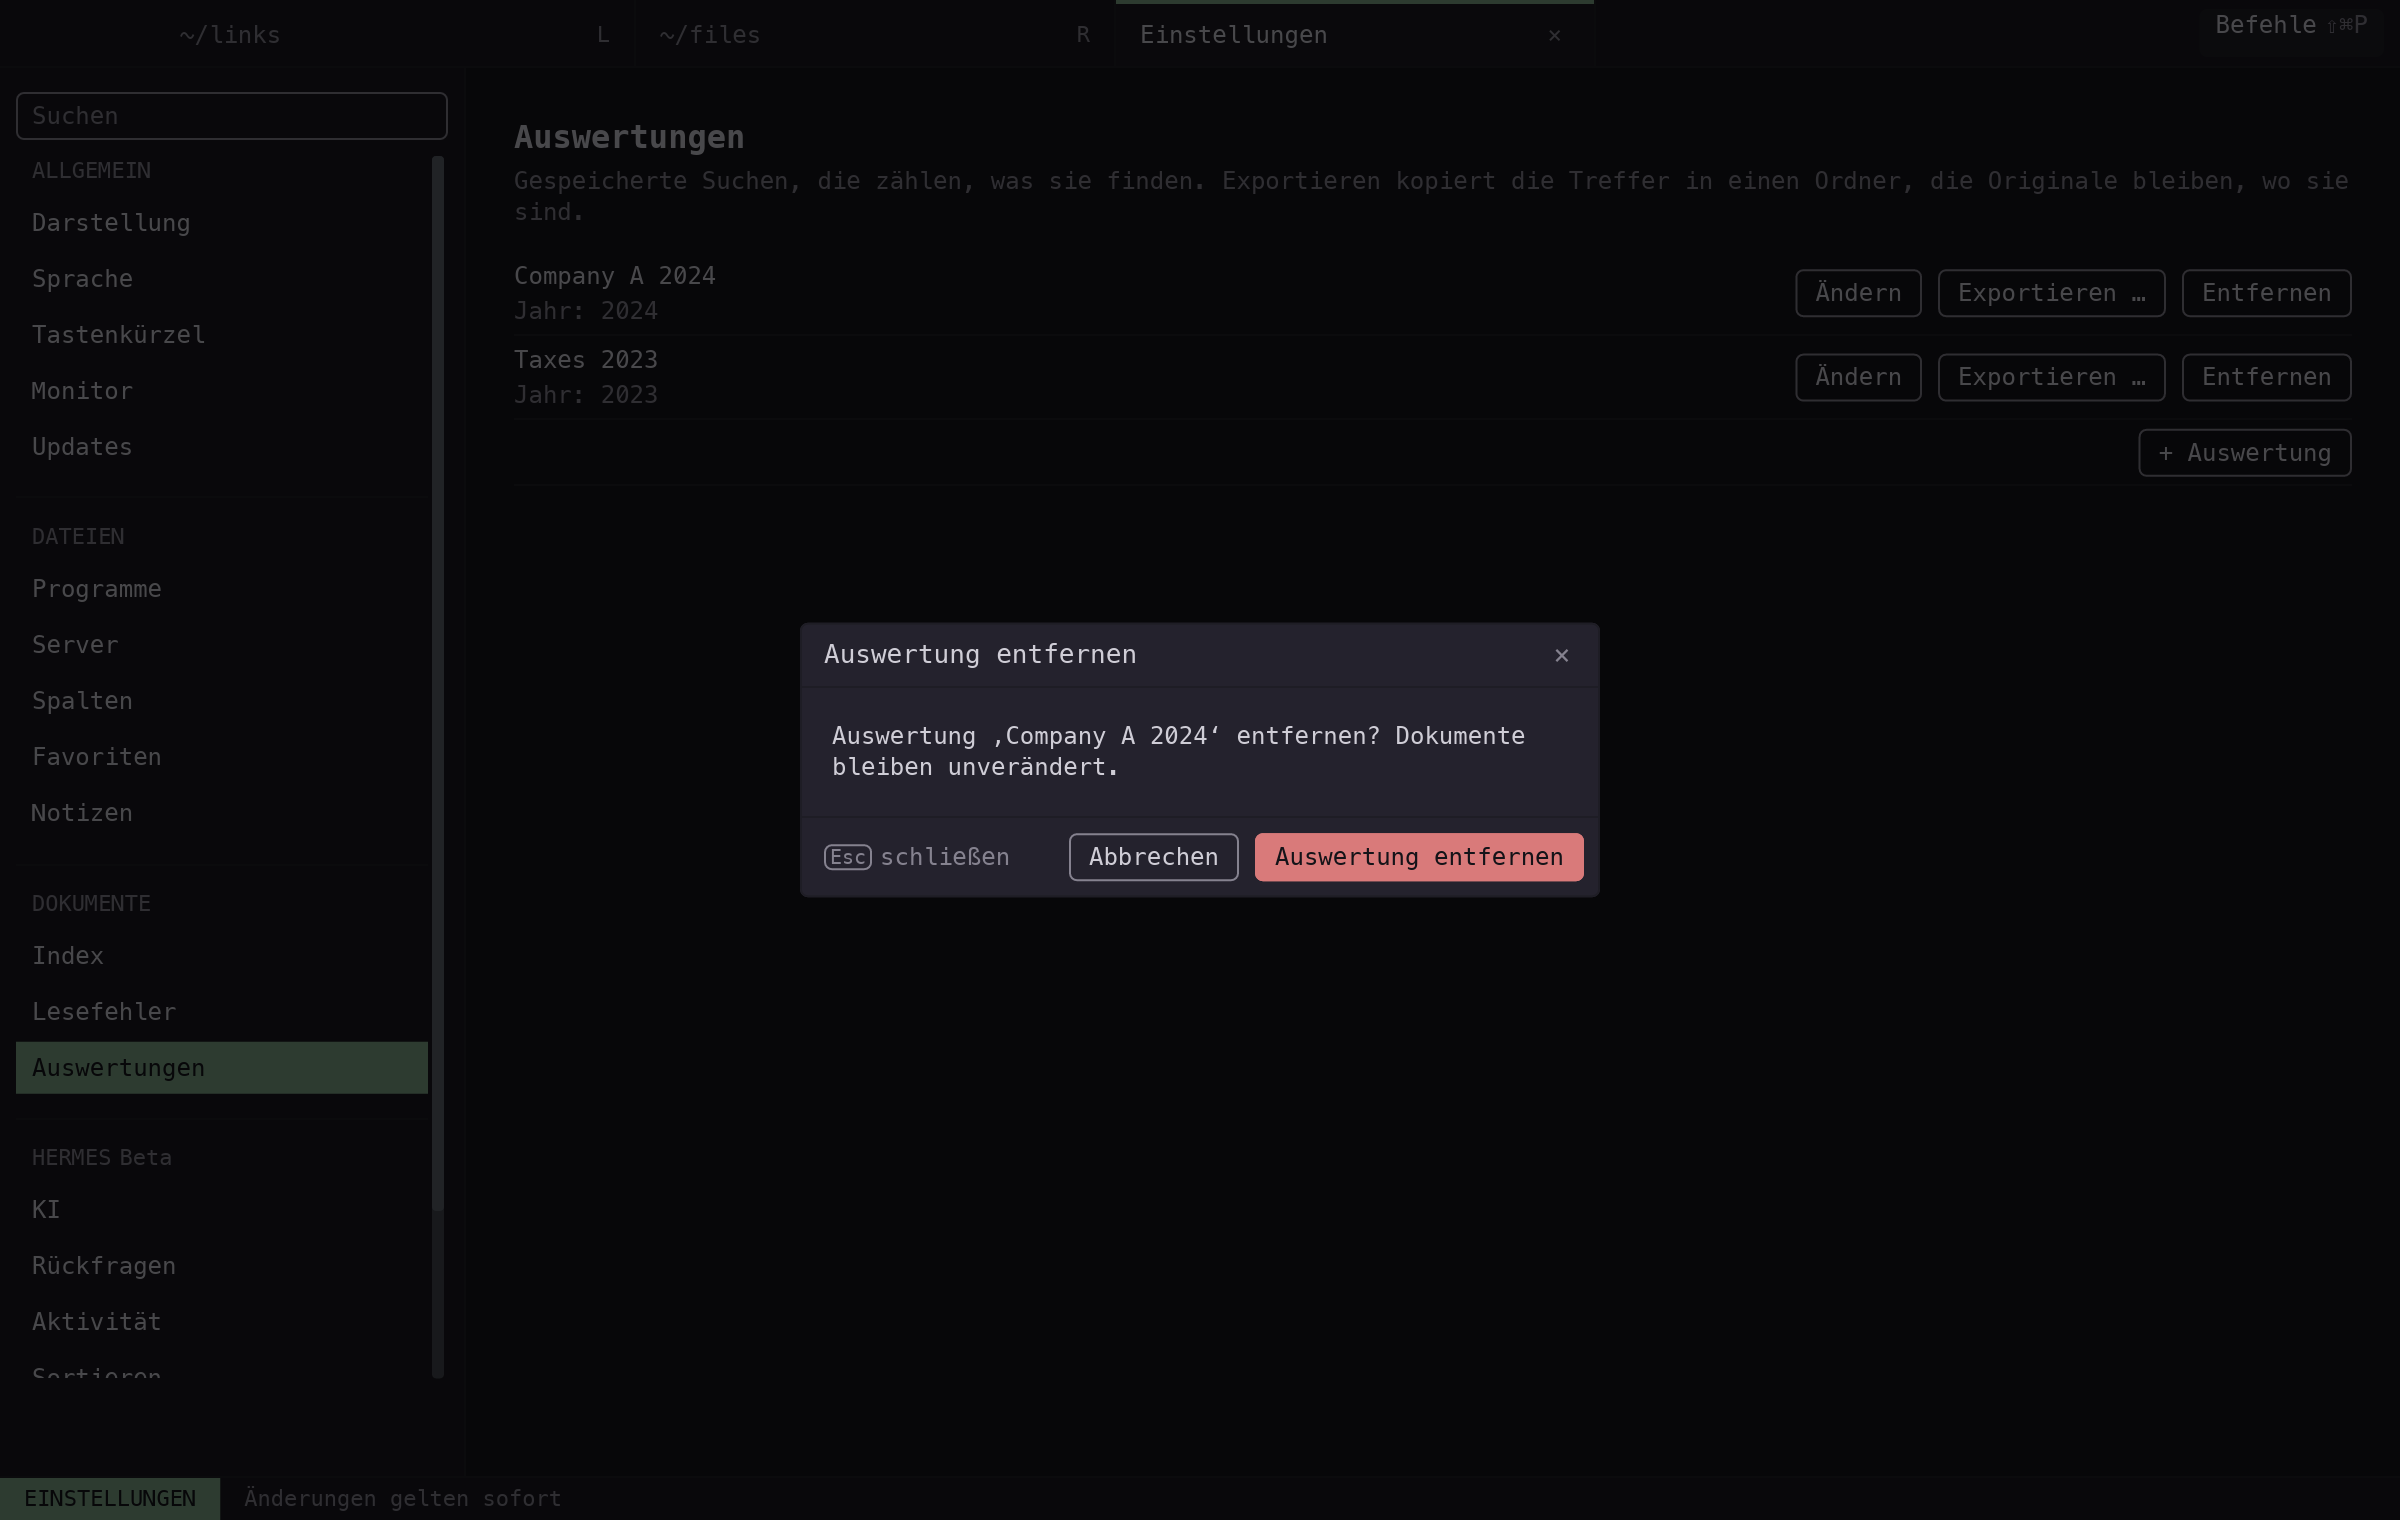 ~/links L ~/files R Einstellungen × Befehle ⇧⌘P
Suchen
ALLGEMEIN
Darstellung
Sprache
Tastenkürzel
Monitor
Updates
DATEIEN
Programme
Server
Spalten
Favoriten
Notizen
DOKUMENTE
Index
Lesefehler
Auswertungen
HERMES Beta
KI
Rückfragen
Aktivität
Sortieren
Auswertungen
Gespeicherte Suchen, die zählen, was sie finden. Exportieren kopiert die Treffer in einen Ordner, die Originale bleiben, wo sie
sind.
Company A 2024
Jahr: 2024
Ändern Exportieren … Entfernen
Taxes 2023
Jahr: 2023
Ändern Exportieren … Entfernen
+ Auswertung
Auswertung entfernen ×
Auswertung ‚Company A 2024‘ entfernen? Dokumente
bleiben unverändert.
Esc schließen Abbrechen Auswertung entfernen
EINSTELLUNGEN Änderungen gelten sofort